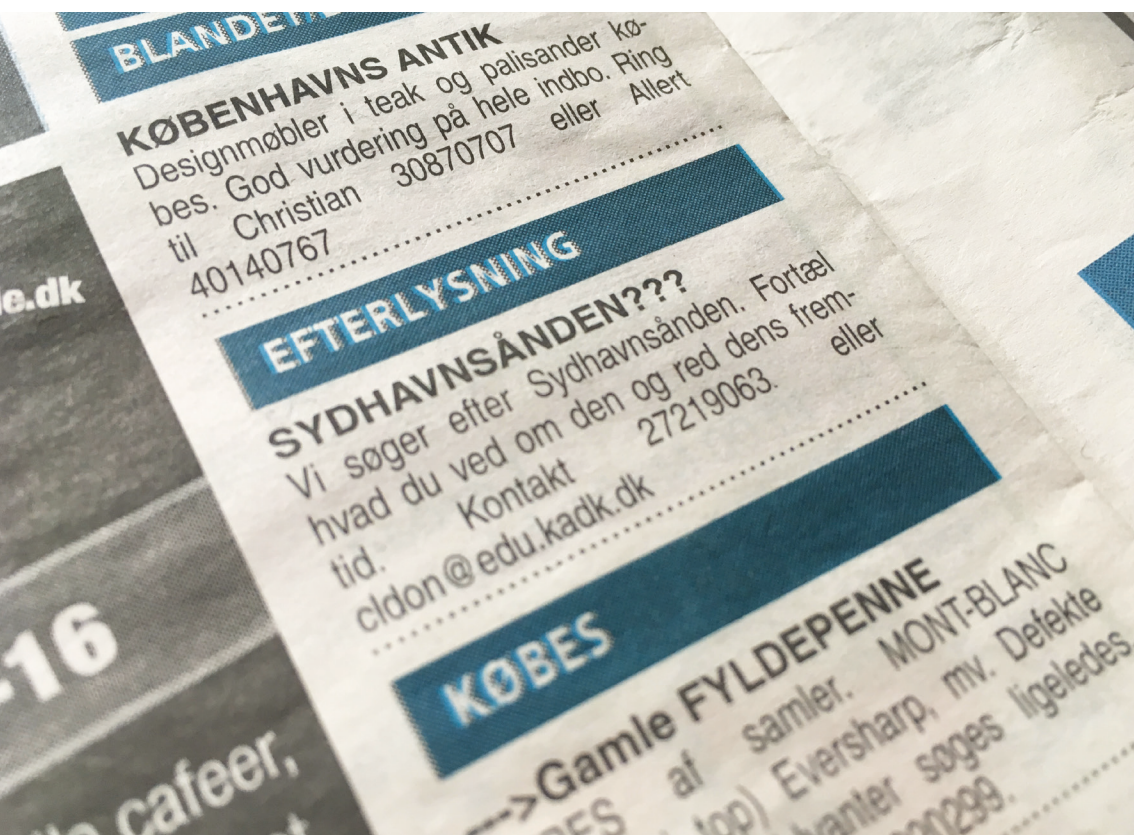 BLANDET
KØBENHAVNS ANTIK
Designmøbler i teak og palisander kø-
bes. God vurdering på hele indbo. Ring
til Christian 30870707 eller Allert
40140767
EFTERLYSNING
SYDHAVNSÅNDEN???
Vi søger efter Sydhavnsånden. Fortæl
hvad du ved om den og red dens frem-
tid. Kontakt 27219063. eller
cldon@edu.kadk.dk
KØBES
--->Gamle FYLDEPENNE
af samler. MONT-BLANC
top) Eversharp, mv. Defekte
søges ligeledes
le.dk
-16
cafeer,